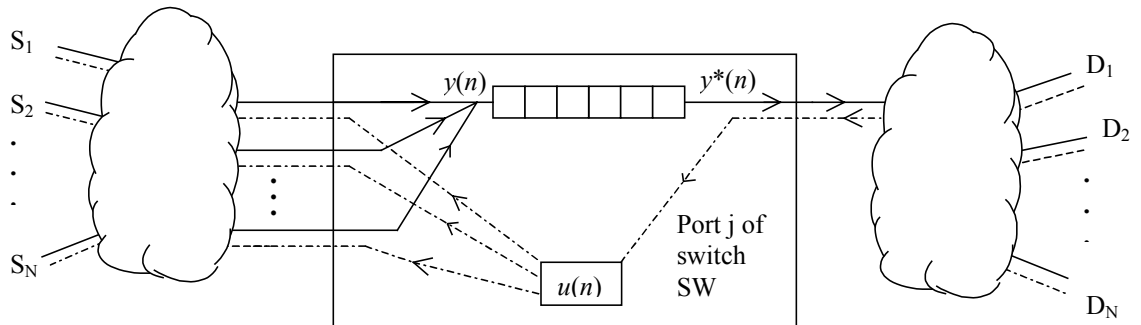 S1
S2
SN
y(n)
y*(n)
Port j of
switch
SW
u(n)
D1
D2
DN